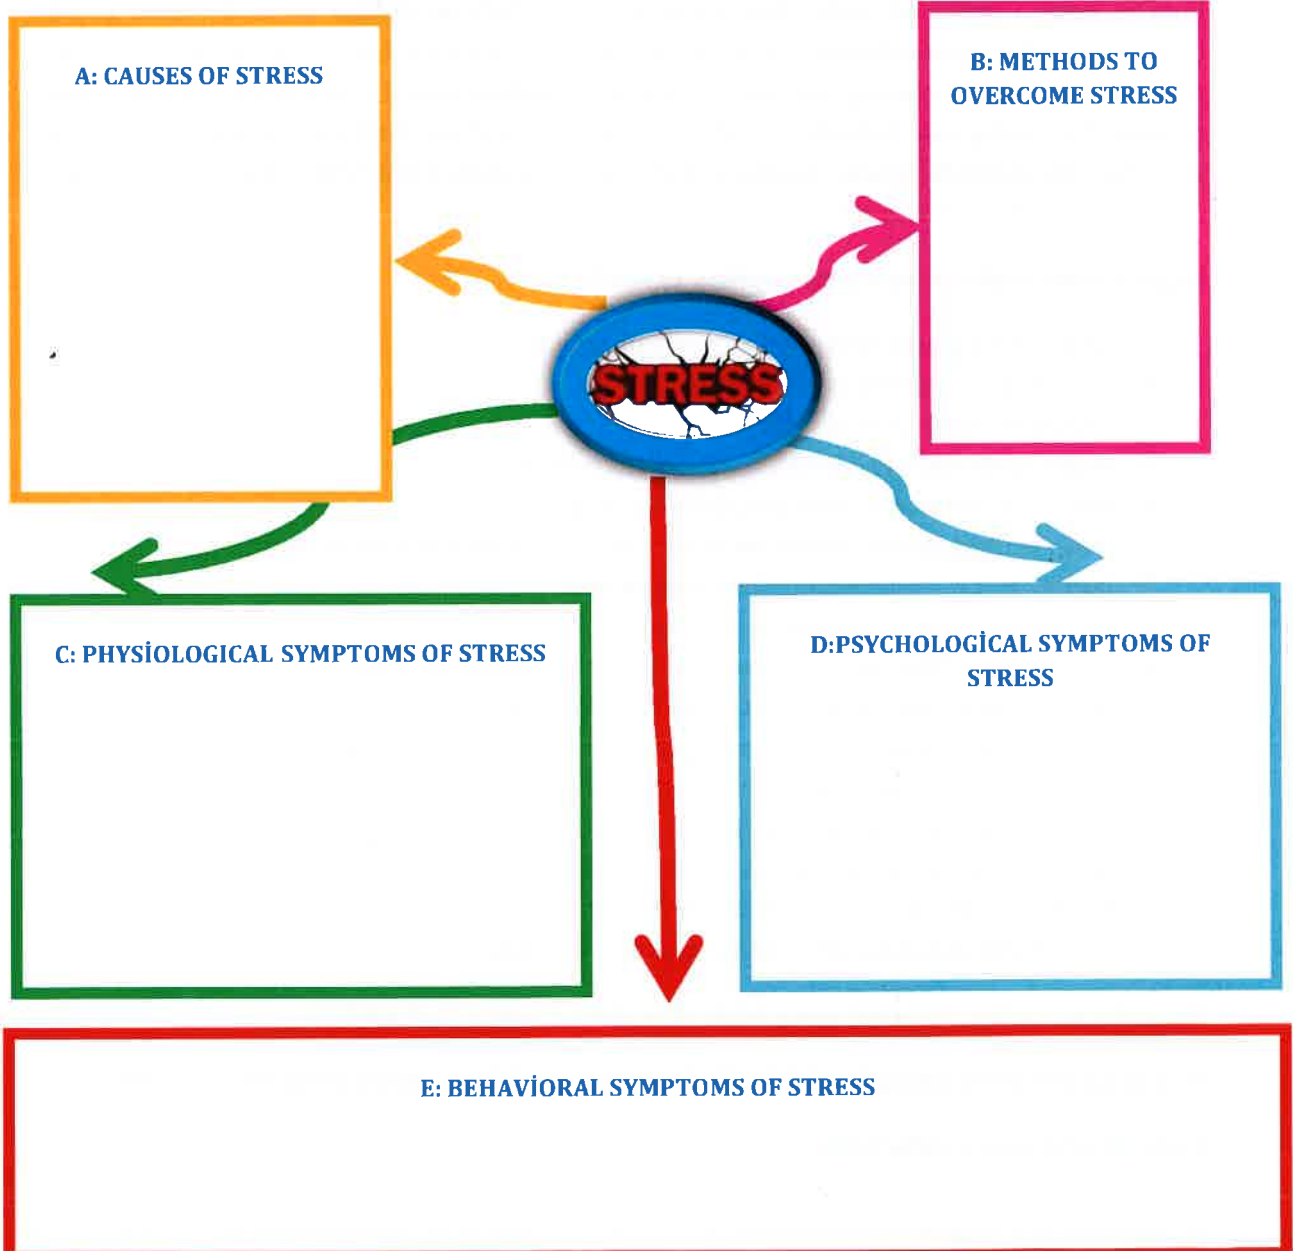 A: CAUSES OF STRESS
B: METHODS TO
OVERCOME STRESS
STRESS
C: PHYSİOLOGICAL SYMPTOMS OF STRESS
D:PSYCHOLOGİCAL SYMPTOMS OF
STRESS
E: BEHAVİORAL SYMPTOMS OF STRESS